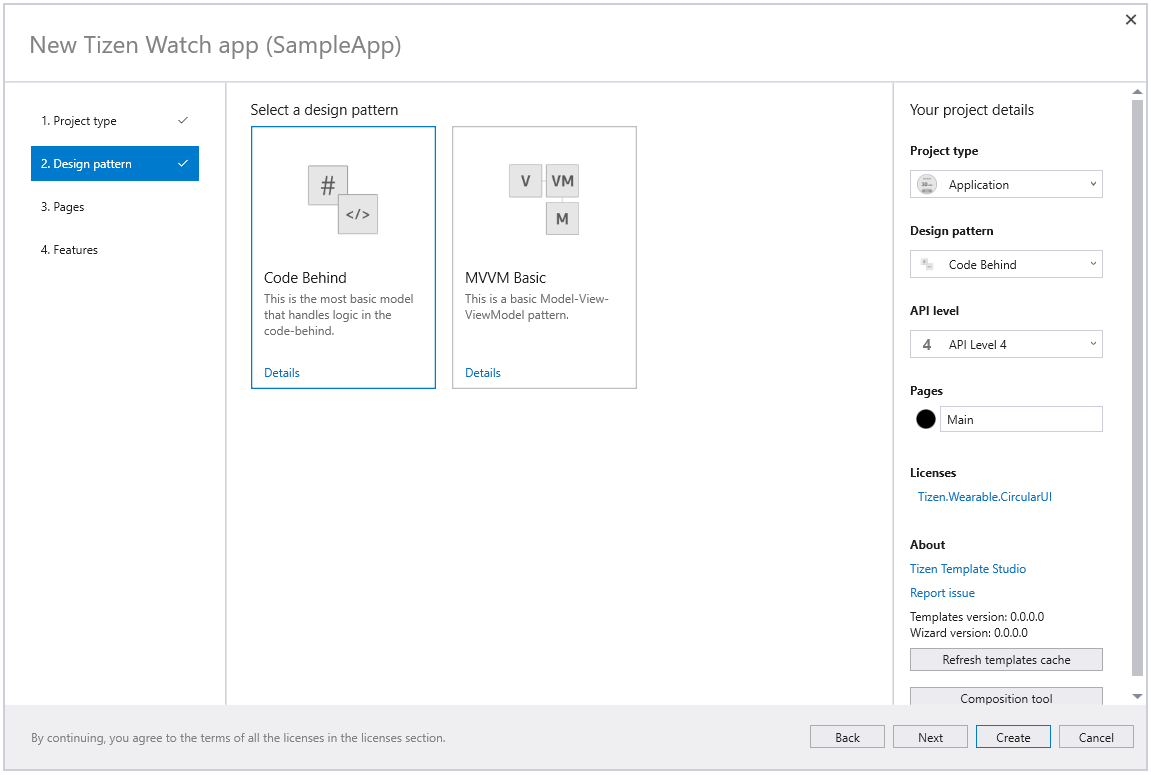 New Tizen Watch app (SampleApp)
1. Project type
2. Design pattern
3. Pages
4. Features
Select a design pattern
#
</>
Code Behind
This is the most basic model
that handles logic in the
code-behind.
Details
V VM
M
MVVM Basic
This is a basic Model-View-
ViewModel pattern.
Details
Your project details
Project type
Application
Design pattern
Code Behind
API level
4 API Level 4
Pages
Main
Licenses
Tizen.Wearable.CircularUI
About
Tizen Template Studio
Report issue
Templates version: 0.0.0.0
Wizard version: 0.0.0.0
Refresh templates cache
Composition tool
By continuing, you agree to the terms of all the licenses in the licenses section.
Back Next Create Cancel